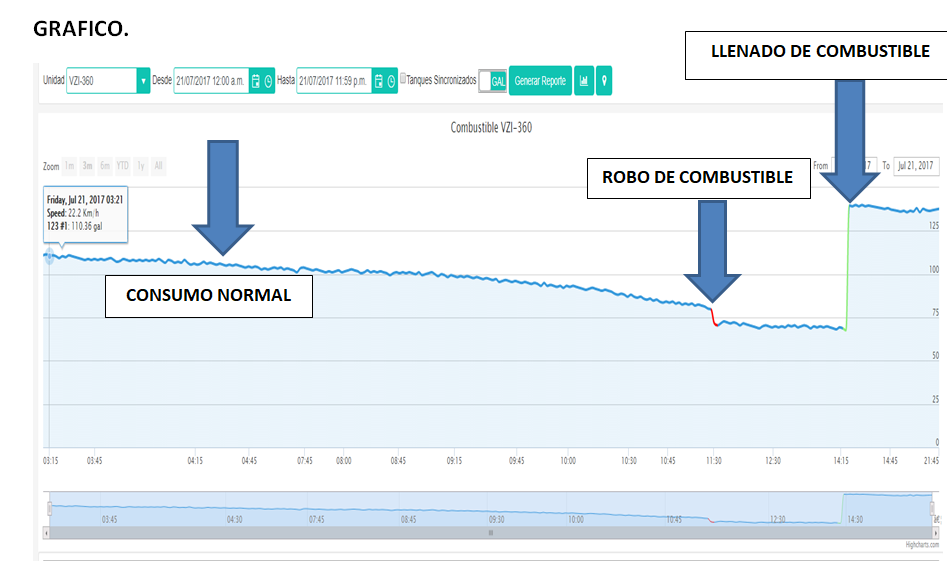 GRAFICO.
LLENADO DE COMBUSTIBLE
Unidad VZI-360 Desde 21/07/2017 12:00 a.m. Hasta 21/07/2017 11:59 p.m. Tanques Sincronizados GAL Generar Reporte
Combustible VZI-360
Zoom 1m 3m 6m YTD 1y All
From 17 To Jul 21, 2017
ROBO DE COMBUSTIBLE
Friday, Jul 21, 2017 03:21
Speed: 22.2 Km/h
123 #1: 110.36 gal
CONSUMO NORMAL
125
100
75
50
25
0
03:15 03:45 04:15 04:45 07:45 08:00 08:45 09:15 09:45 10:00 10:30 10:45 11:30 12:30 14:15 14:45 21:45
03:45 04:30 07:45 08:45 09:30 10:00 10:45 12:30 14:30
Highcharts.com